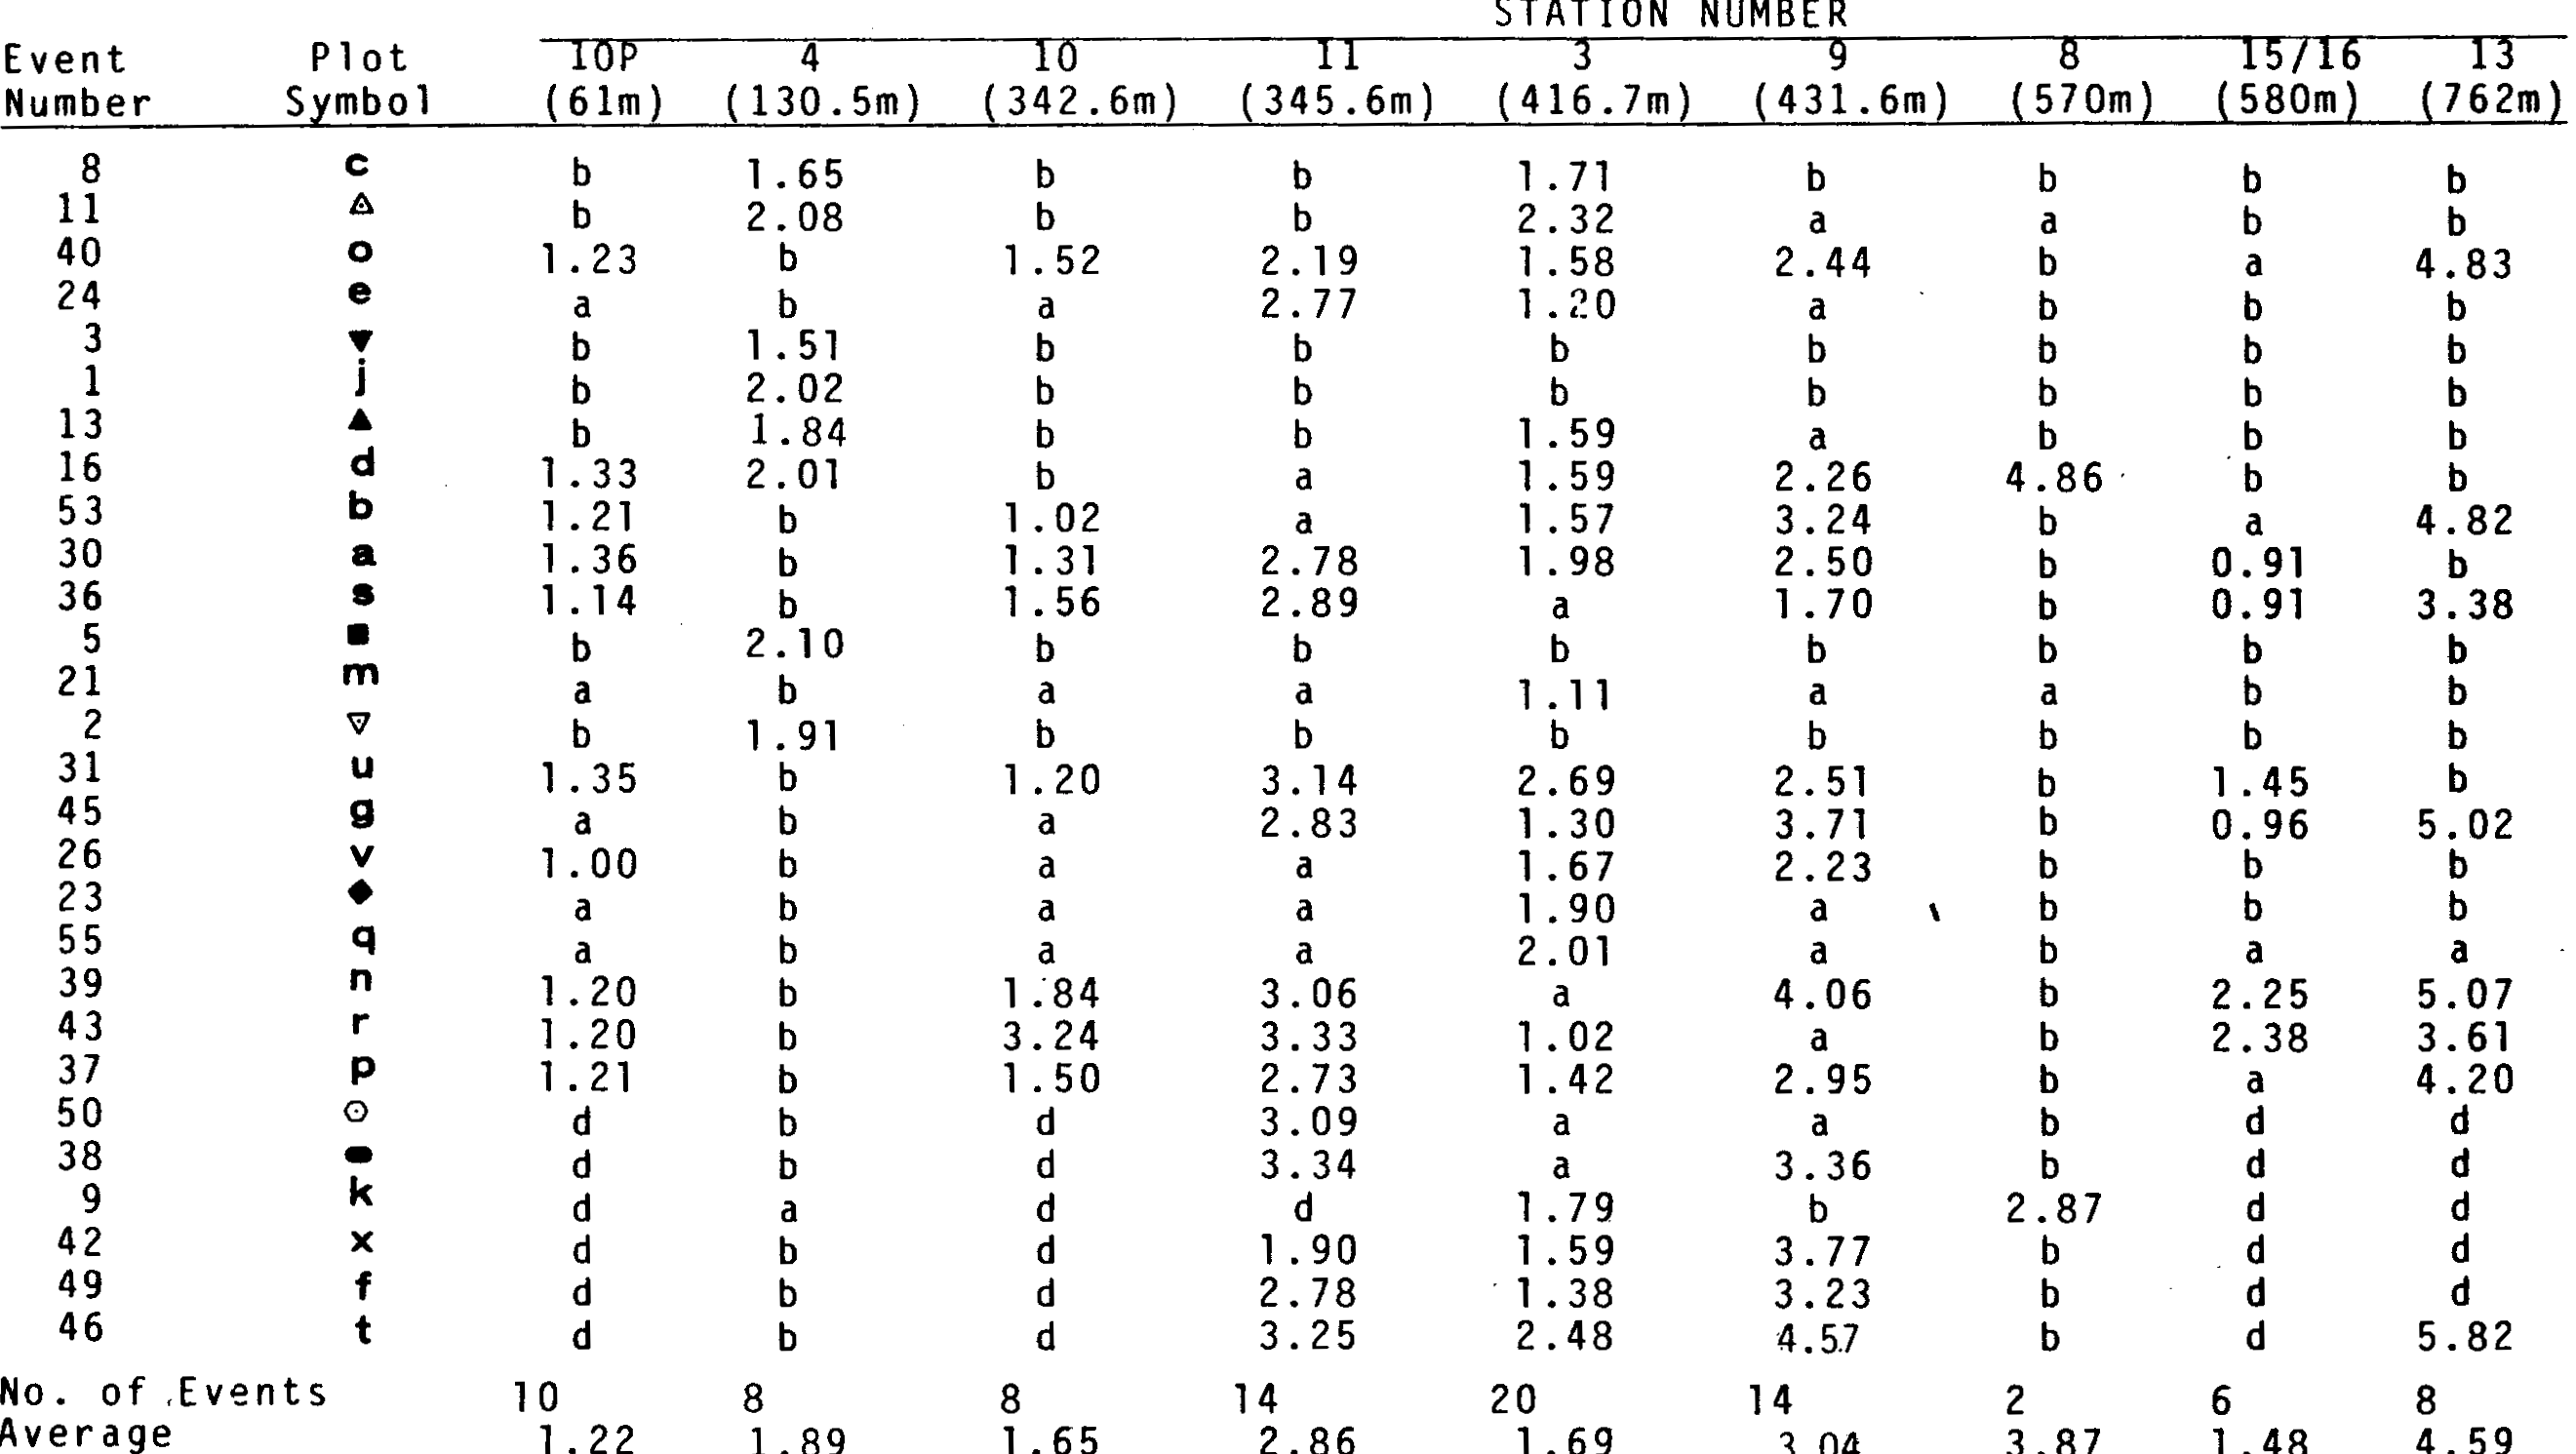 STATION NUMBER
Event Plot 10P 4 10 11 3 9 8 15/16 13
Number Symbol (61m) (130.5m) (342.6m) (345.6m) (416.7m) (431.6m) (570m) (580m) (762m)
8 c b 1.65 b b 1.71 b b b b
11 ◬ b 2.08 b b 2.32 a a b b
40 o 1.23 b 1.52 2.19 1.58 2.44 b a 4.83
24 e a b a 2.77 1.20 a b b b
3 ▼ b 1.51 b b b b b b b
1 j b 2.02 b b b b b b b
13 ▲ b 1.84 b b 1.59 a b b b
16 d 1.33 2.01 b a 1.59 2.26 4.86 b b
53 b 1.21 b 1.02 a 1.57 3.24 b a 4.82
30 a 1.36 b 1.31 2.78 1.98 2.50 b 0.91 b
36 s 1.14 b 1.56 2.89 a 1.70 b 0.91 3.38
5 ■ b 2.10 b b b b b b b
21 m a b a a 1.11 a a b b
2 ▽ b 1.91 b b b b b b b
31 u 1.35 b 1.20 3.14 2.69 2.51 b 1.45 b
45 g a b a 2.83 1.30 3.71 b 0.96 5.02
26 v 1.00 b a a 1.67 2.23 b b b
23 ◆ a b a a 1.90 a b b b
55 q a b a a 2.01 a b a a
39 n 1.20 b 1.84 3.06 a 4.06 b 2.25 5.07
43 r 1.20 b 3.24 3.33 1.02 a b 2.38 3.61
37 p 1.21 b 1.50 2.73 1.42 2.95 b a 4.20
50 ⊙ d b d 3.09 a a b d d
38 ● d b d 3.34 a 3.36 b d d
9 k d a d d 1.79 b 2.87 d d
42 x d b d 1.90 1.59 3.77 b d d
49 f d b d 2.78 1.38 3.23 b d d
46 t d b d 3.25 2.48 4.57 b d 5.82
No. of Events 10 8 8 14 20 14 2 6 8
Average 1.22 1.89 1.65 2.86 1.69 3.04 3.87 1.48 4.59